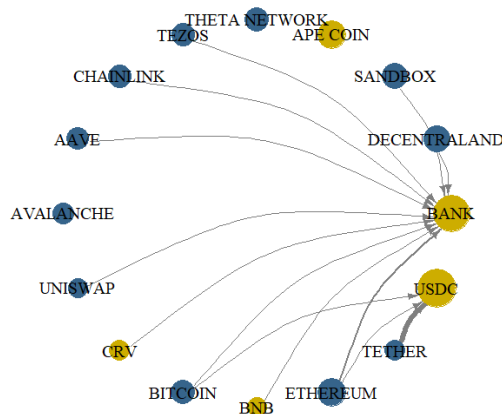 THETA NETWORK
TEZOS
APE COIN
CHAINLINK
SANDBOX
AAVE
DECENTRALAND
AVALANCHE
BANK
UNISWAP
USDC
CRV
TETHER
BITCOIN
BNB
ETHEREUM